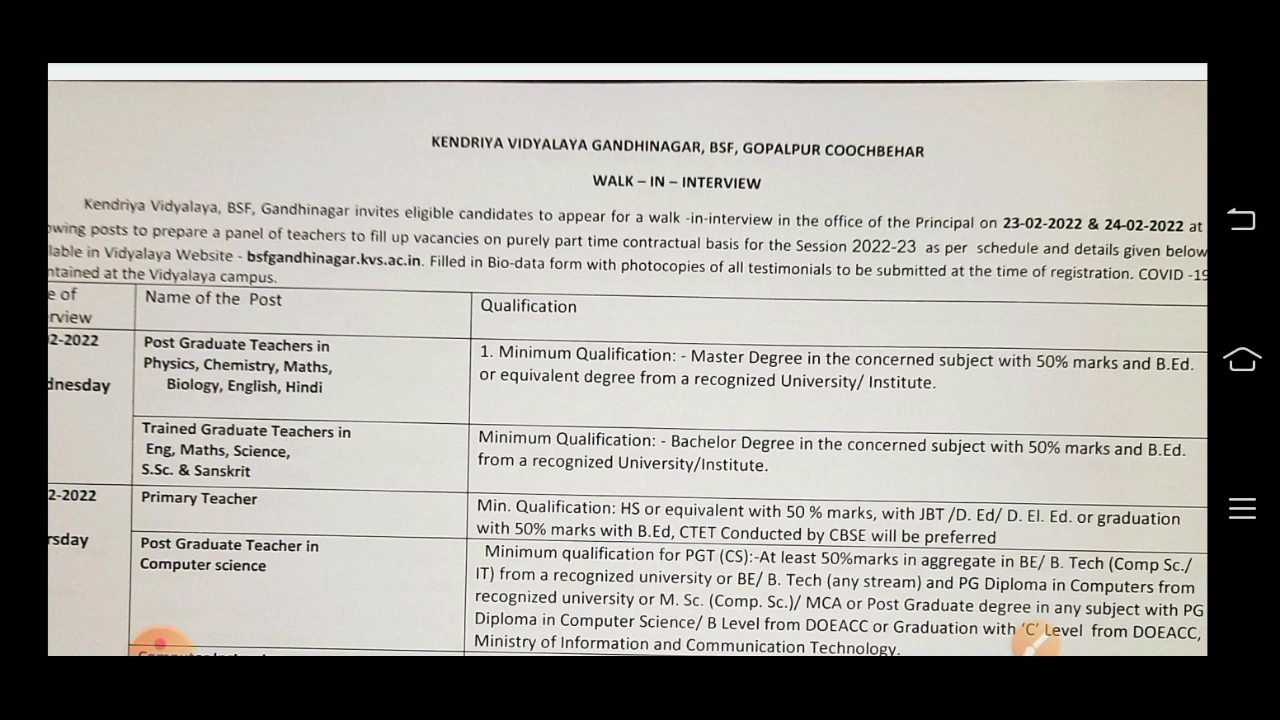 KENDRIYA VIDYALAYA GANDHINAGAR, BSF, GOPALPUR COOCHBEHAR
WALK – IN – INTERVIEW
Kendriya Vidyalaya, BSF, Gandhinagar invites eligible candidates to appear for a walk -in-interview in the office of the Principal on 23-02-2022 & 24-02-2022 at
owing posts to prepare a panel of teachers to fill up vacancies on purely part time contractual basis for the Session 2022-23 as per schedule and details given below
lable in Vidyalaya Website - bsfgandhinagar.kvs.ac.in. Filled in Bio-data form with photocopies of all testimonials to be submitted at the time of registration. COVID -19
ntained at the Vidyalaya campus.
e of
rview
Name of the Post
Qualification
2-2022
dnesday
Post Graduate Teachers in
Physics, Chemistry, Maths,
Biology, English, Hindi
1. Minimum Qualification: - Master Degree in the concerned subject with 50% marks and B.Ed.
or equivalent degree from a recognized University/ Institute.
Trained Graduate Teachers in
Eng, Maths, Science,
S.Sc. & Sanskrit
Minimum Qualification: - Bachelor Degree in the concerned subject with 50% marks and B.Ed.
from a recognized University/Institute.
2-2022
rsday
Primary Teacher
Min. Qualification: HS or equivalent with 50 % marks, with JBT /D. Ed/ D. El. Ed. or graduation
with 50% marks with B.Ed, CTET Conducted by CBSE will be preferred
Post Graduate Teacher in
Computer science
Minimum qualification for PGT (CS):-At least 50%marks in aggregate in BE/ B. Tech (Comp Sc./
IT) from a recognized university or BE/ B. Tech (any stream) and PG Diploma in Computers from
recognized university or M. Sc. (Comp. Sc.)/ MCA or Post Graduate degree in any subject with PG
Diploma in Computer Science/ B Level from DOEACC or Graduation with 'C' Level from DOEACC,
Ministry of Information and Communication Technology.